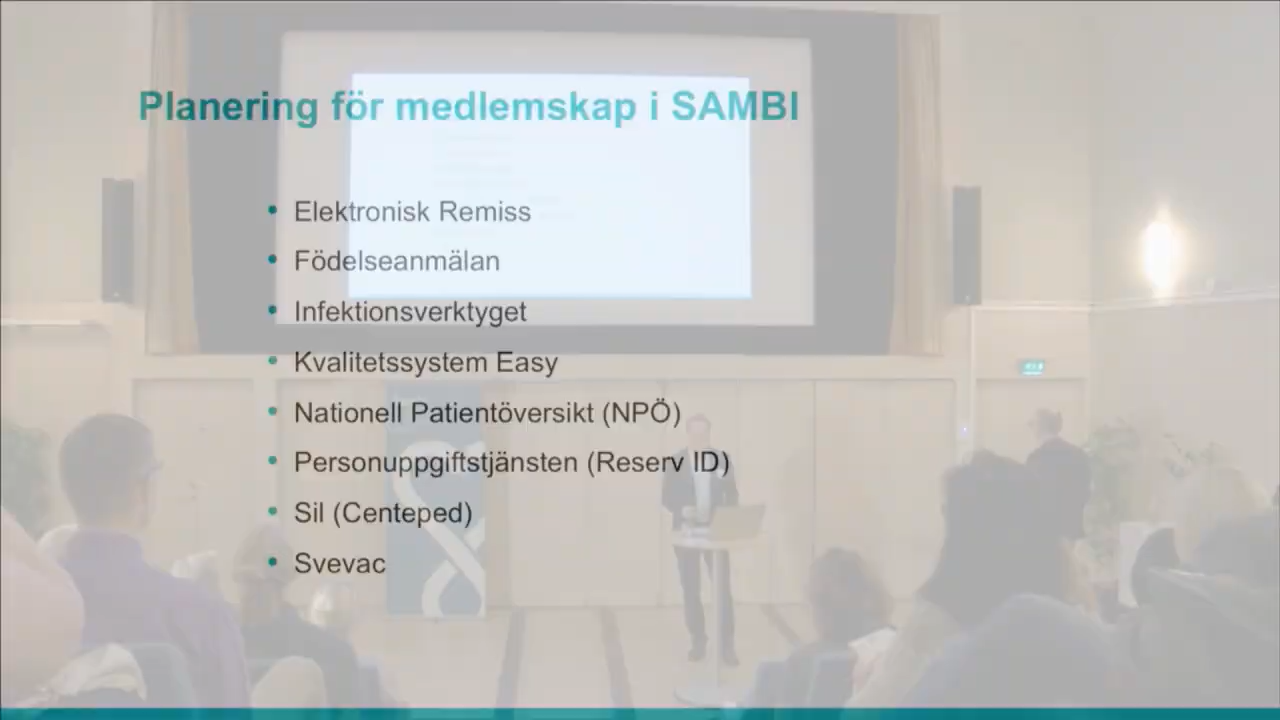 Planering för medlemskap i SAMBI
• Elektronisk Remiss
• Födelseanmälan
• Infektionsverktyget
• Kvalitetssystem Easy
• Nationell Patientöversikt (NPÖ)
• Personuppgiftstjänsten (Reserv ID)
• Sil (Centeped)
• Svevac